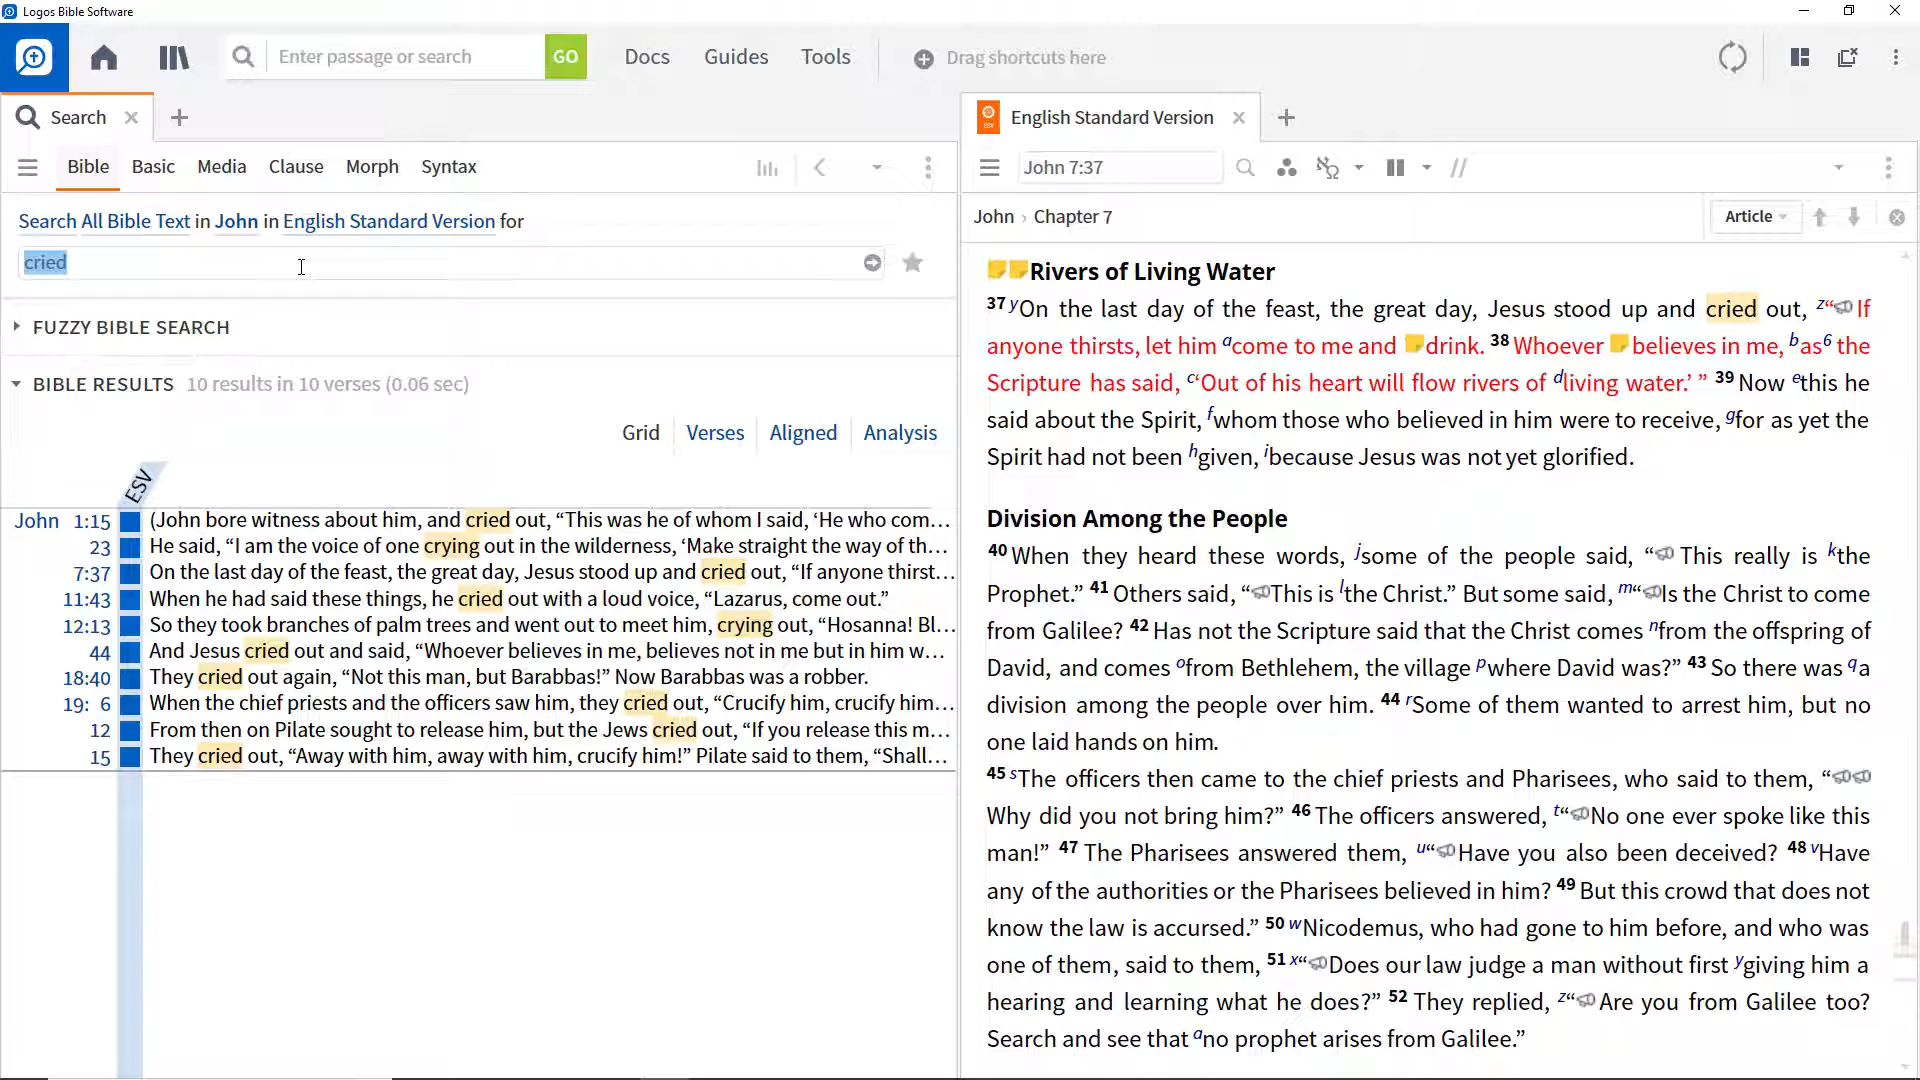 Logos Bible Software
Enter passage or search
GO
Docs
Guides
Tools
Drag shortcuts here
Search
Bible
Basic
Media
Clause
Morph
Syntax
Search All Bible Text in John in English Standard Version for
cried
FUZZY BIBLE SEARCH
BIBLE RESULTS 10 results in 10 verses (0.06 sec)
Grid
Verses
Aligned
Analysis
ESV
John 1:15 (John bore witness about him, and cried out, “This was he of whom I said, ‘He who com…
23 He said, “I am the voice of one crying out in the wilderness, ‘Make straight the way of th…
7:37 On the last day of the feast, the great day, Jesus stood up and cried out, “If anyone thirst…
11:43 When he had said these things, he cried out with a loud voice, “Lazarus, come out.”
12:13 So they took branches of palm trees and went out to meet him, crying out, “Hosanna! Bl…
44 And Jesus cried out and said, “Whoever believes in me, believes not in me but in him w…
18:40 They cried out again, “Not this man, but Barabbas!” Now Barabbas was a robber.
19: 6 When the chief priests and the officers saw him, they cried out, “Crucify him, crucify him…
12 From then on Pilate sought to release him, but the Jews cried out, “If you release this m…
15 They cried out, “Away with him, away with him, crucify him!” Pilate said to them, “Shall…
English Standard Version
John 7:37
John › Chapter 7
Article
Rivers of Living Water
37 yOn the last day of the feast, the great day, Jesus stood up and cried out, z“If
anyone thirsts, let him acome to me and drink. 38 Whoever believes in me, bas6 the
Scripture has said, c‘Out of his heart will flow rivers of dliving water.’ ” 39 Now ethis he
said about the Spirit, fwhom those who believed in him were to receive, gfor as yet the
Spirit had not been hgiven, ibecause Jesus was not yet glorified.
Division Among the People
40 When they heard these words, jsome of the people said, “This really is kthe
Prophet.” 41 Others said, “This is lthe Christ.” But some said, m“Is the Christ to come
from Galilee? 42 Has not the Scripture said that the Christ comes nfrom the offspring of
David, and comes ofrom Bethlehem, the village pwhere David was?” 43 So there was qa
division among the people over him. 44 rSome of them wanted to arrest him, but no
one laid hands on him.
45 sThe officers then came to the chief priests and Pharisees, who said to them, “
Why did you not bring him?” 46 The officers answered, t“No one ever spoke like this
man!” 47 The Pharisees answered them, u“Have you also been deceived? 48 vHave
any of the authorities or the Pharisees believed in him? 49 But this crowd that does not
know the law is accursed.” 50 wNicodemus, who had gone to him before, and who was
one of them, said to them, 51 x“Does our law judge a man without first ygiving him a
hearing and learning what he does?” 52 They replied, z“Are you from Galilee too?
Search and see that ano prophet arises from Galilee.”